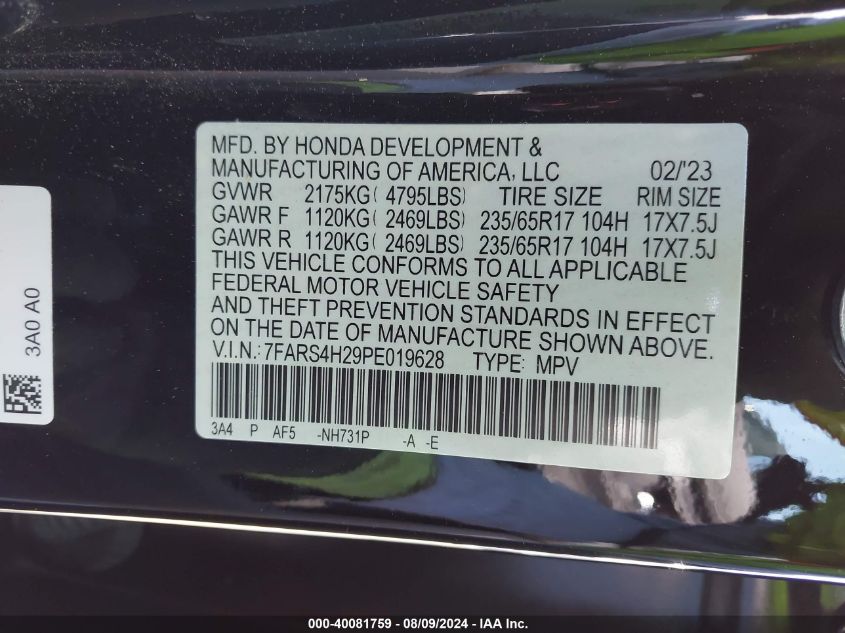 MFD. BY HONDA DEVELOPMENT &
MANUFACTURING OF AMERICA, LLC 02/'23
GVWR 2175KG( 4795LBS) TIRE SIZE RIM SIZE
GAWR F 1120KG( 2469LBS) 235/65R17 104H 17X7.5J
GAWR R 1120KG( 2469LBS) 235/65R17 104H 17X7.5J
THIS VEHICLE CONFORMS TO ALL APPLICABLE
FEDERAL MOTOR VEHICLE SAFETY
AND THEFT PREVENTION STANDARDS IN EFFECT
ON THE DATE OF MANUFACTURE SHOWN ABOVE.
V.I.N.: 7FARS4H29PE019628 TYPE: MPV
3A4 P AF5 -NH731P -A -E
3A0 A0
000-40081759 - 08/09/2024 - IAA Inc.